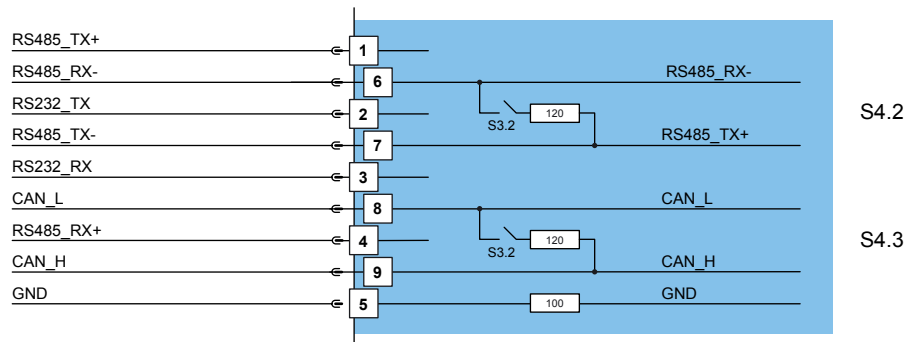 RS485_TX+ 1
RS485_RX- 6 RS485_RX-
RS232_TX 2 S3.2 120 S4.2
RS485_TX- 7 RS485_TX+
RS232_RX 3
CAN_L 8 CAN_L
RS485_RX+ 4 S3.2 120 S4.3
CAN_H 9 CAN_H
GND 5 100 GND